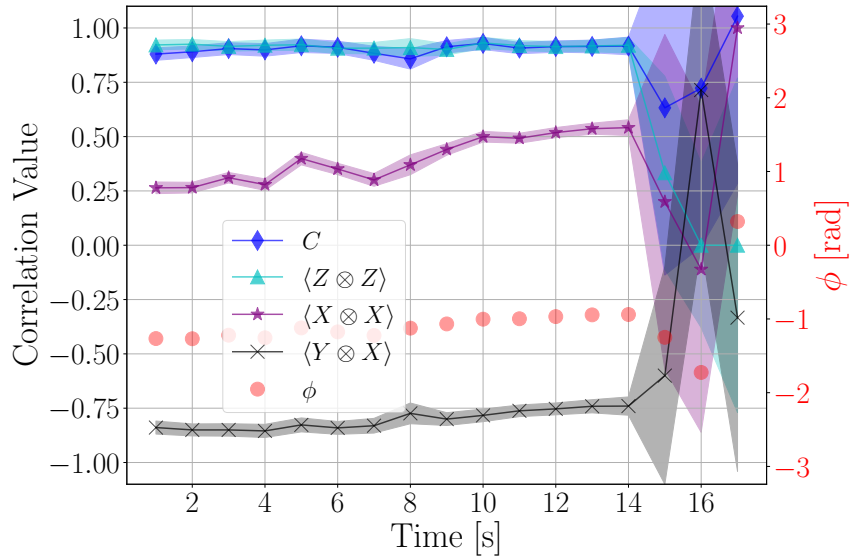 Correlation Value
1.00
0.75
0.50
0.25
0.00
−0.25
−0.50
−0.75
−1.00
C
⟨Z ⊗ Z⟩
⟨X ⊗ X⟩
⟨Y ⊗ X⟩
ϕ
2 4 6 8 10 12 14 16
Time [s]
3
2
1
0
−1
−2
−3
ϕ [rad]